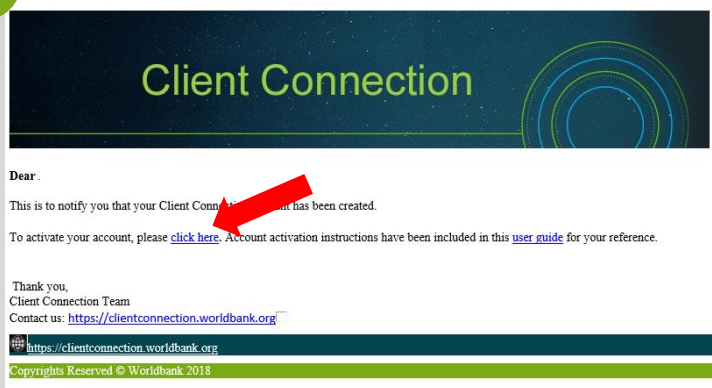 Client Connection
Dear .
This is to notify you that your Client has been created.
To activate your account, please click here. Account activation instructions have been included in this user guide for your reference.
Thank you,
Client Connection Team
Contact us: https://clientconnection.worldbank.org
https://clientconnection.worldbank.org
Copyrights Reserved © Worldbank 2018